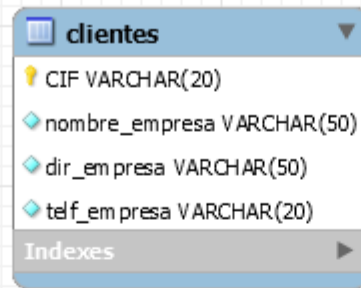 clientes
CIF VARCHAR(20)
nombre_empresa VARCHAR(50)
dir_empresa VARCHAR(50)
telf_empresa VARCHAR(20)
Indexes